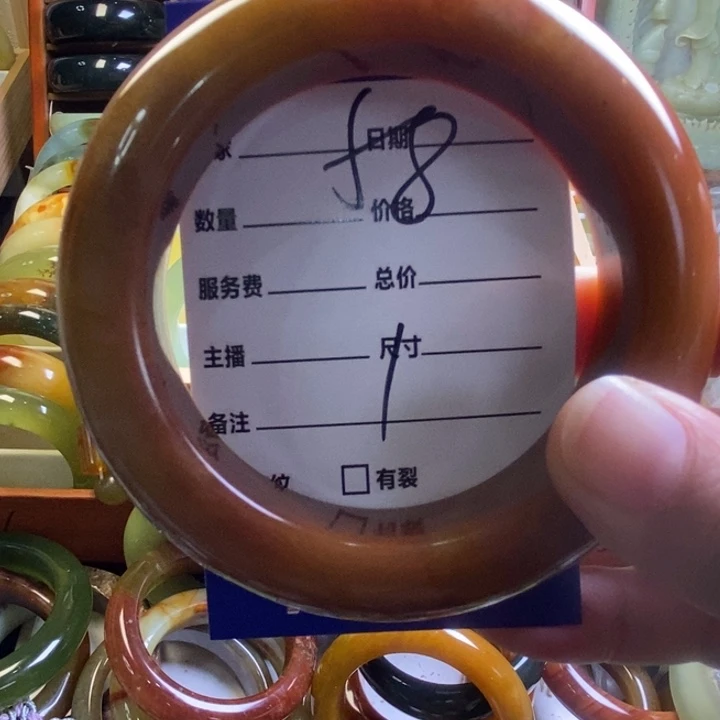 家 日期
58
数量 价格
服务费 总价
主播 尺寸
1
备注
纹 □有裂